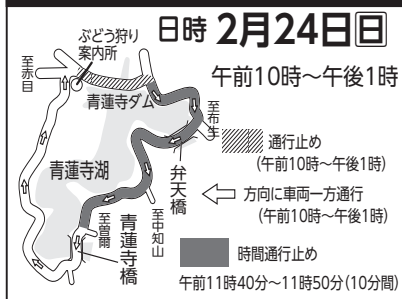 日時 2月24日日
午前10時～午後1時
ぶどう狩り
案内所
至赤目
青蓮寺ダム
至布生
通行止め
(午前10時～午後1時)
弁天橋
青蓮寺湖
方向に車両一方通行
(午前10時～午後1時)
至中知山
青蓮寺橋
至曽爾
時間通行止め
午前11時40分～11時50分(10分間)